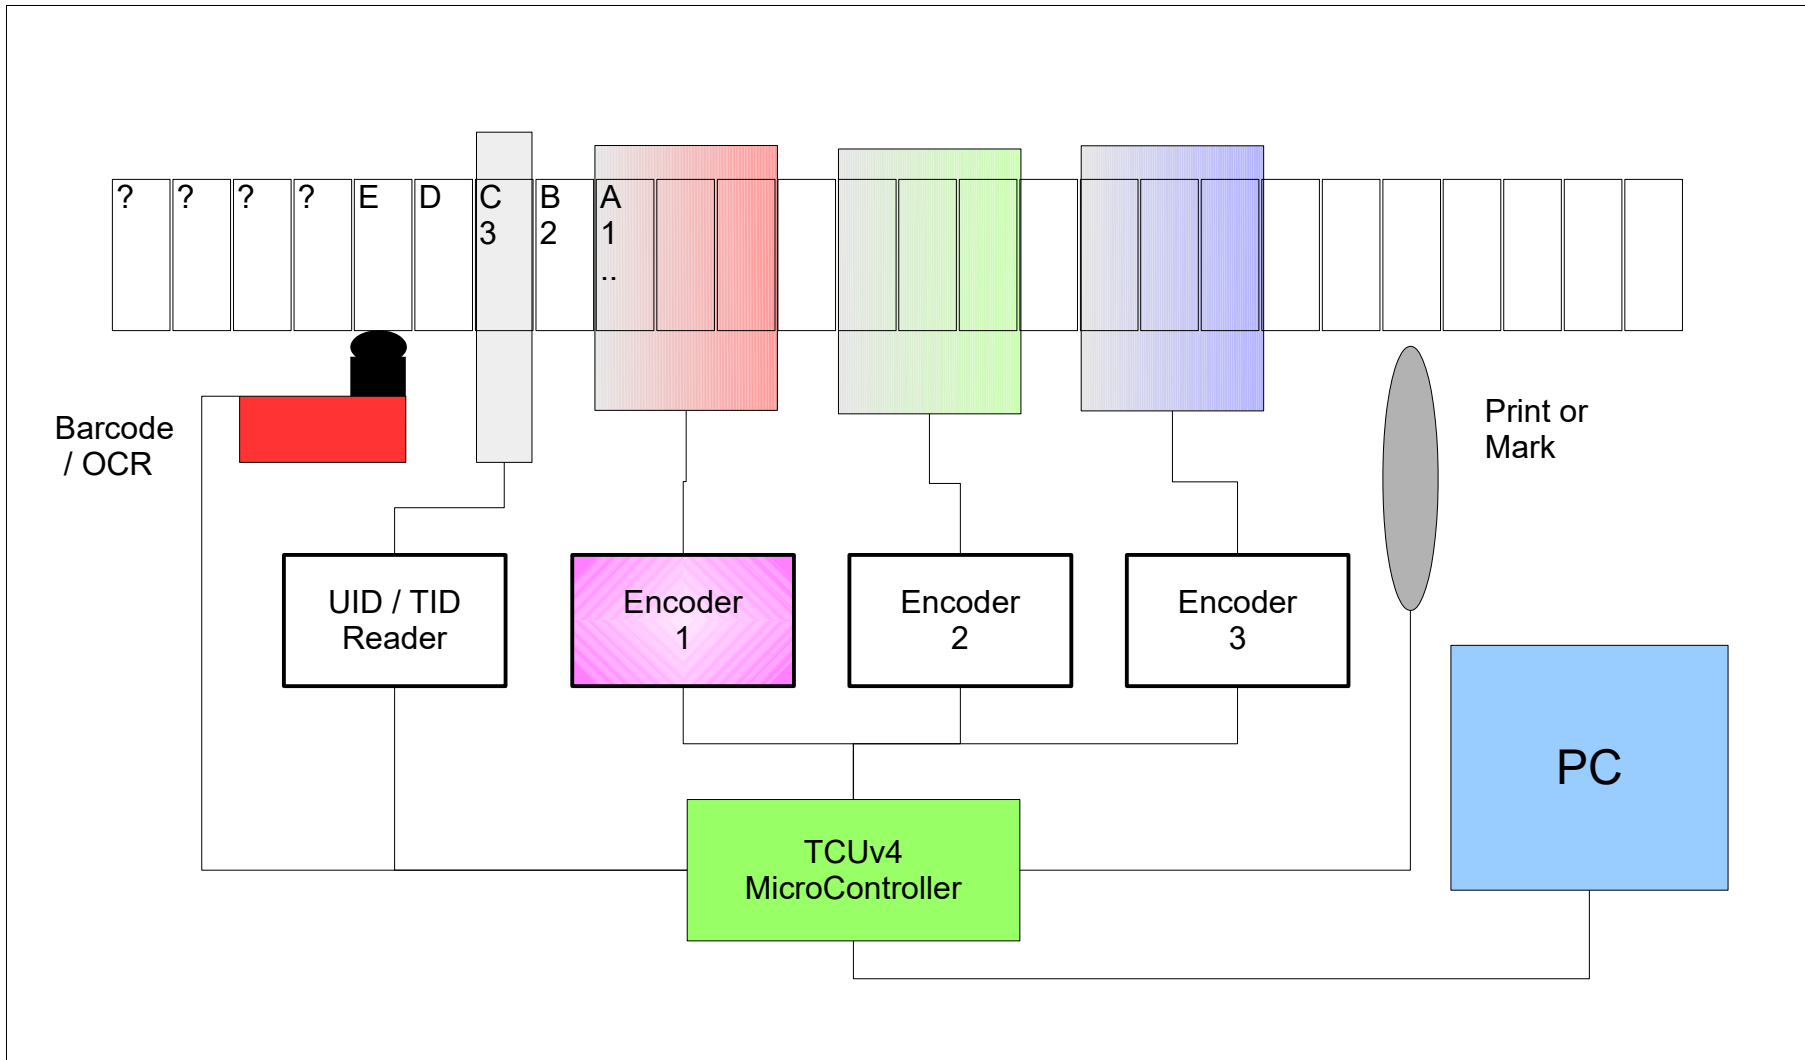 ? ? ? ? E D C B A
3 2 1
..
Barcode
/ OCR
Print or
Mark
UID / TID
Reader
Encoder
1
Encoder
2
Encoder
3
PC
TCUv4
MicroController